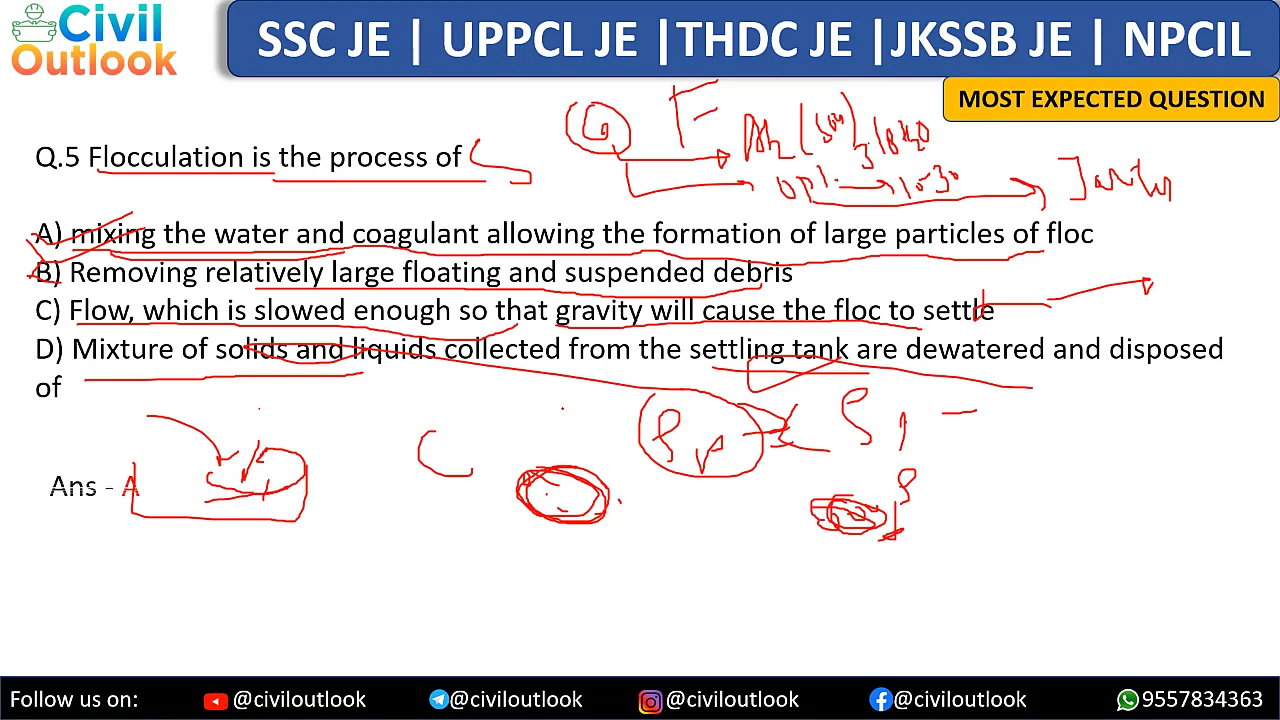 Civil
Outlook
SSC JE | UPPCL JE |THDC JE |JKSSB JE | NPCIL
MOST EXPECTED QUESTION
Q.5 Flocculation is the process of
A) mixing the water and coagulant allowing the formation of large particles of floc
B) Removing relatively large floating and suspended debris
C) Flow, which is slowed enough so that gravity will cause the floc to settle
D) Mixture of solids and liquids collected from the settling tank are dewatered and disposed
of
Ans - A
Follow us on:
@civiloutlook
@civiloutlook
@civiloutlook
@civiloutlook
9557834363